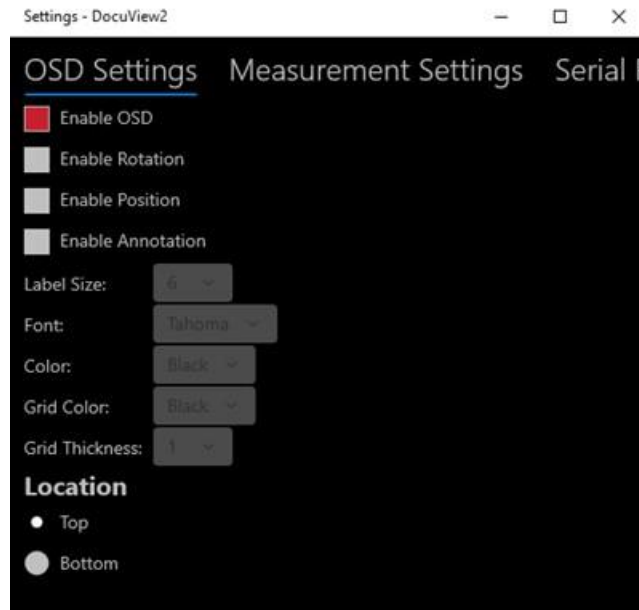 Settings - DocuView2
OSD Settings Measurement Settings Serial
Enable OSD
Enable Rotation
Enable Position
Enable Annotation
Label Size: 6
Font: Tahoma
Color: Black
Grid Color: Black
Grid Thickness: 1
Location
Top
Bottom